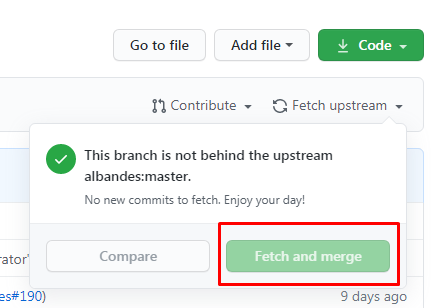 Go to file
Add file
Code
Contribute
Fetch upstream
This branch is not behind the upstream
albandes:master.
No new commits to fetch. Enjoy your day!
Compare
Fetch and merge
rator'
es#190)
9 days ago